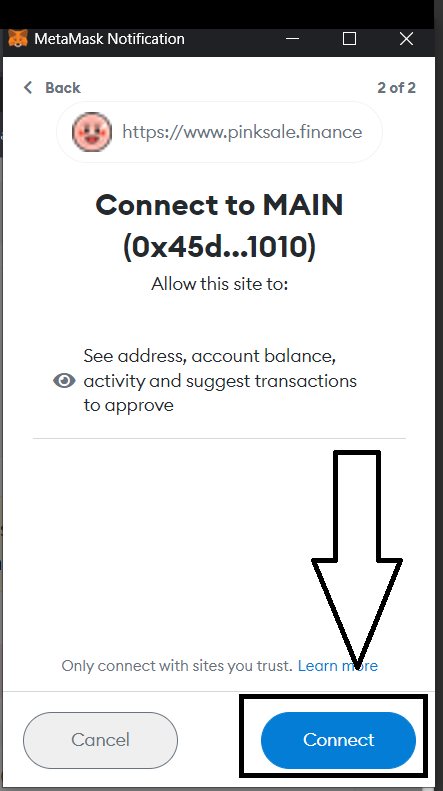 MetaMask Notification
Back
2 of 2
https://www.pinksale.finance
Connect to MAIN
(0x45d...1010)
Allow this site to:
See address, account balance,
activity and suggest transactions
to approve
Only connect with sites you trust. Learn more
Cancel
Connect